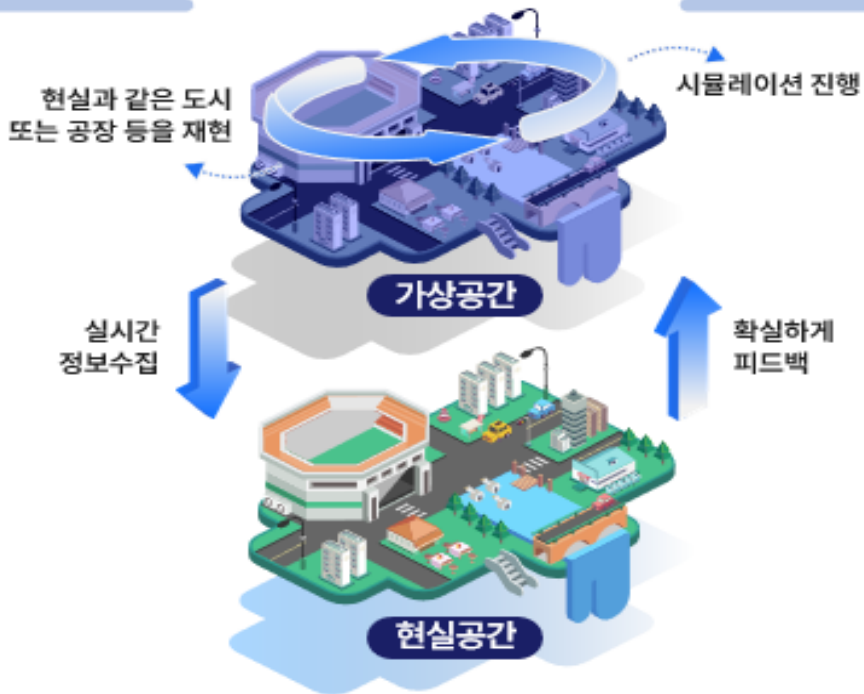 시뮬레이션 진행
현실과 같은 도시
또는 공장 등을 재현
가상공간
실시간
정보수집
확실하게
피드백
현실공간